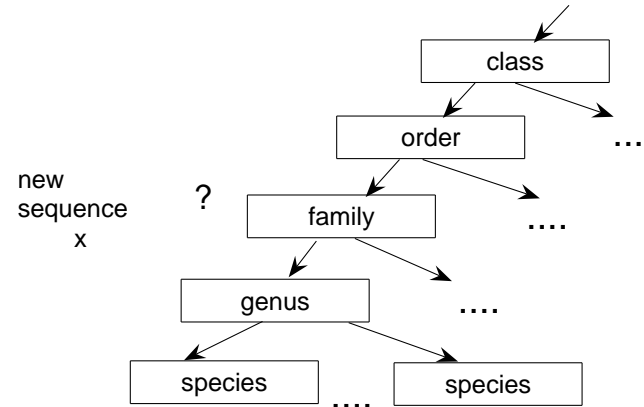 class
order
....
new
sequence
x
?
family
....
genus
....
species
....
species